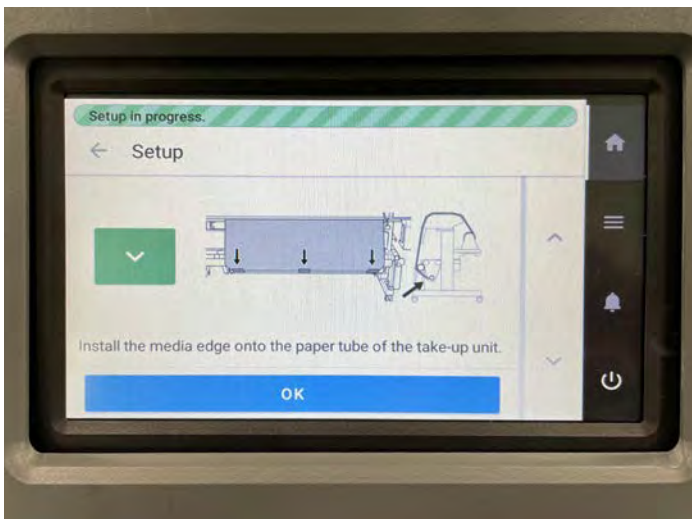 Setup in progress.
Setup
Install the media edge onto the paper tube of the take-up unit.
OK